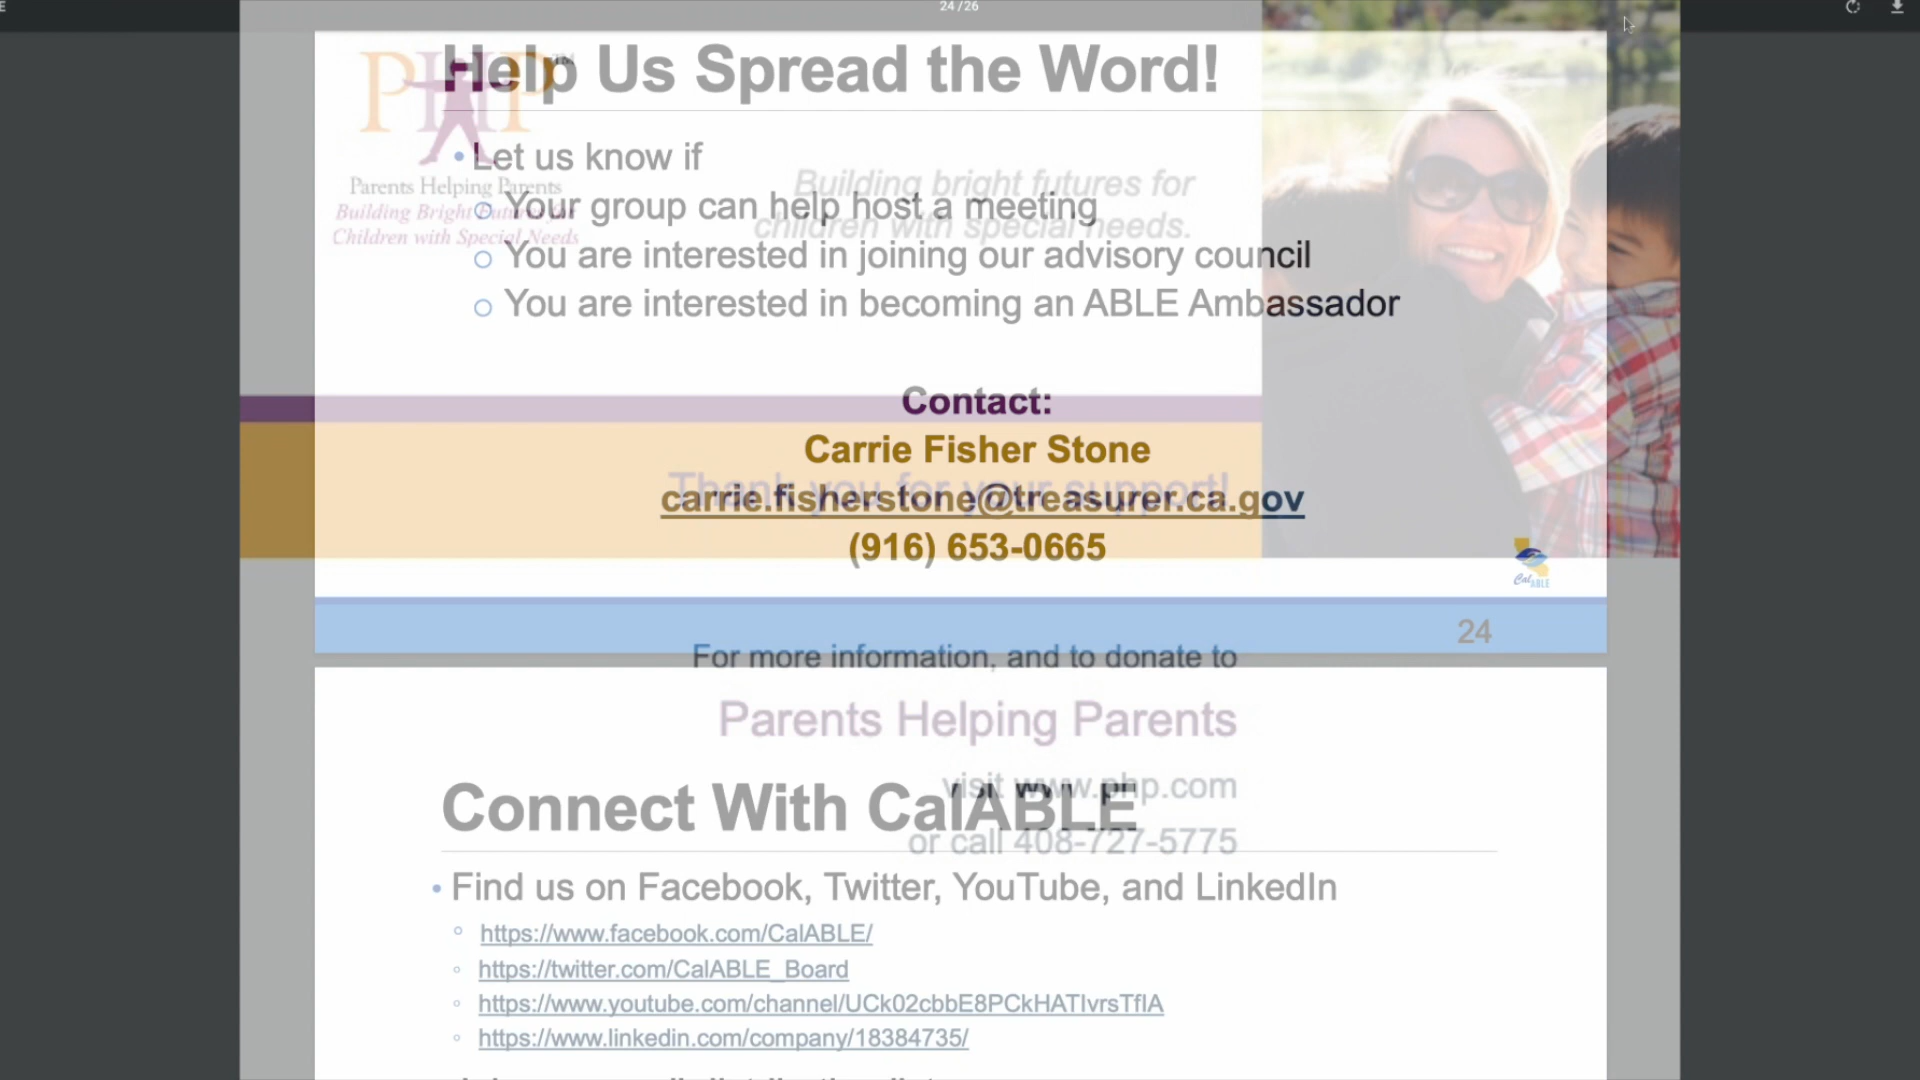 24 / 26
Help Us Spread the Word!
PHP
TM
Parents Helping Parents
Building Bright Futures for
Children with Special Needs
• Let us know if
Building bright futures for
children with special needs.
○ Your group can help host a meeting
○ You are interested in joining our advisory council
○ You are interested in becoming an ABLE Ambassador
Contact:
Carrie Fisher Stone
Thank you for your support!
carrie.fisherstone@treasurer.ca.gov
(916) 653-0665
CalABLE
24
For more information, and to donate to
Parents Helping Parents
visit www.php.com
or call 408-727-5775
Connect With CalABLE
• Find us on Facebook, Twitter, YouTube, and LinkedIn
○ https://www.facebook.com/CalABLE/
○ https://twitter.com/CalABLE_Board
○ https://www.youtube.com/channel/UCk02cbbE8PCkHATIvrsTflA
○ https://www.linkedin.com/company/18384735/